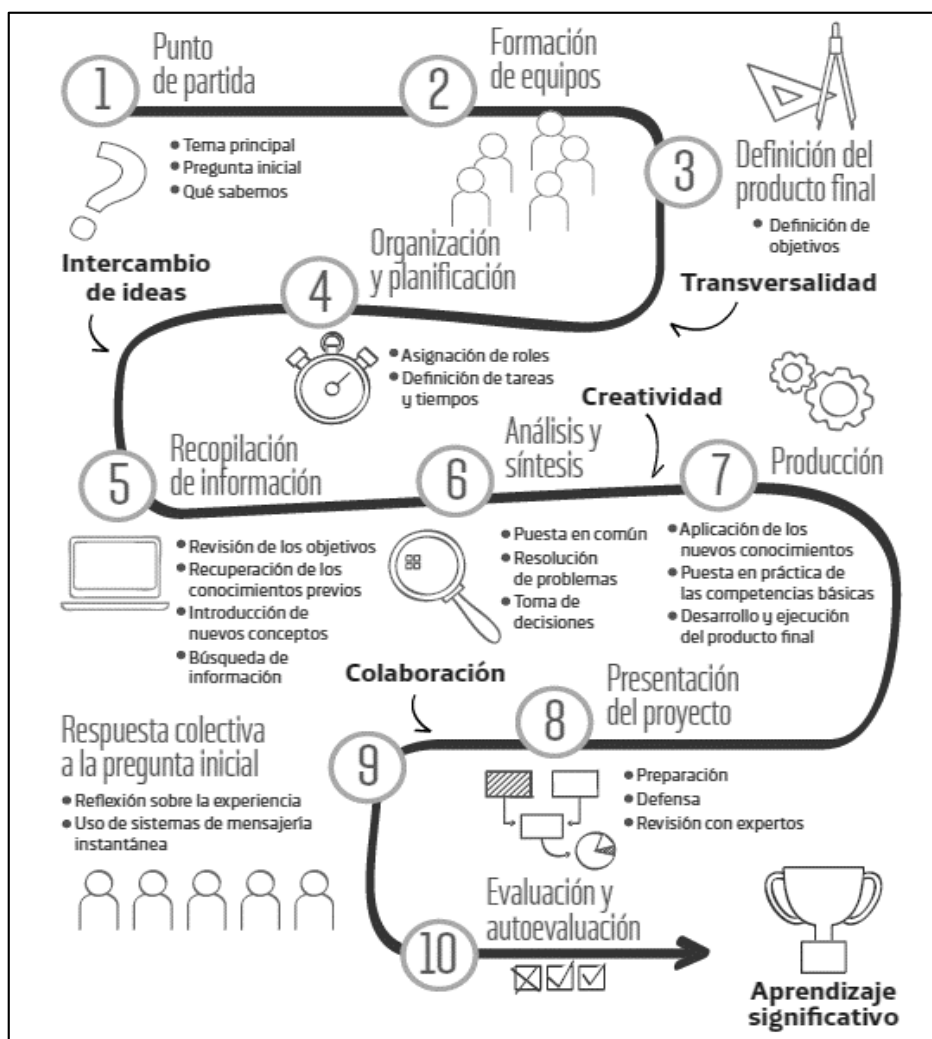 1
Punto
de partida
• Tema principal
• Pregunta inicial
• Qué sabemos
2
Formación
de equipos
3
Definición del
producto final
• Definición de
objetivos
Transversalidad
4
Organización
y planificación
• Asignación de roles
• Definición de tareas
y tiempos
Intercambio
de ideas
5
Recopilación
de información
• Revisión de los objetivos
• Recuperación de los
conocimientos previos
• Introducción de
nuevos conceptos
• Búsqueda de
información
6
Análisis y
síntesis
• Puesta en común
• Resolución
de problemas
• Toma de
decisiones
Creatividad
7
Producción
• Aplicación de los
nuevos conocimientos
• Puesta en práctica de
las competencias básicas
• Desarrollo y ejecución
del producto final
8
Presentación
del proyecto
• Preparación
• Defensa
• Revisión con expertos
Colaboración
9
Respuesta colectiva
a la pregunta inicial
• Reflexión sobre la experiencia
• Uso de sistemas de mensajería
instantánea
10
Evaluación y
autoevaluación
Aprendizaje
significativo